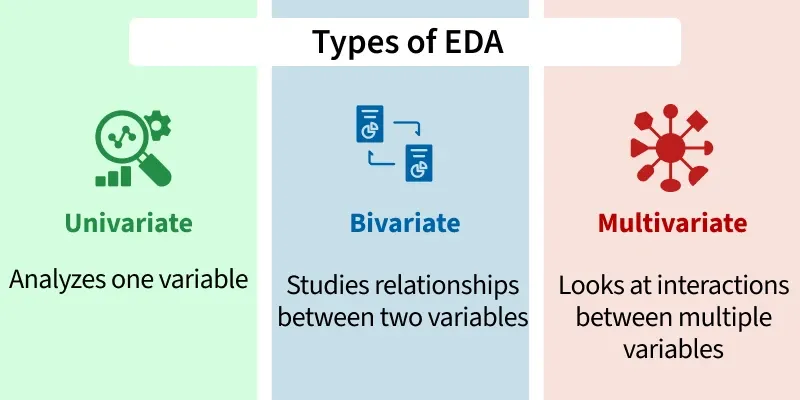 Types of EDA
Univariate
Analyzes one variable
Bivariate
Studies relationships
between two variables
Multivariate
Looks at interactions
between multiple
variables